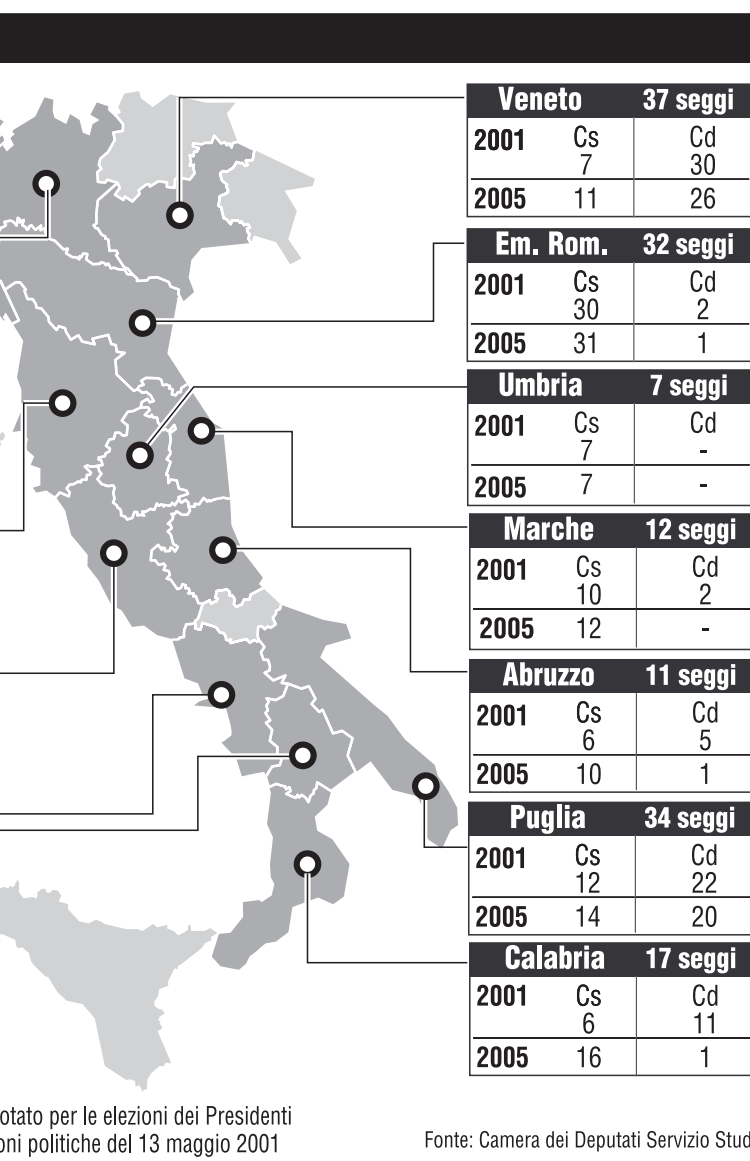 Veneto 37 seggi
2001 Cs Cd
7 30
2005 11 26
Em. Rom. 32 seggi
2001 Cs Cd
30 2
2005 31 1
Umbria 7 seggi
2001 Cs Cd
7 -
2005 7 -
Marche 12 seggi
2001 Cs Cd
10 2
2005 12 -
Abruzzo 11 seggi
2001 Cs Cd
6 5
2005 10 1
Puglia 34 seggi
2001 Cs Cd
12 22
2005 14 20
Calabria 17 seggi
2001 Cs Cd
6 11
2005 16 1
otato per le elezioni dei Presidenti
oni politiche del 13 maggio 2001
Fonte: Camera dei Deputati Servizio Stud